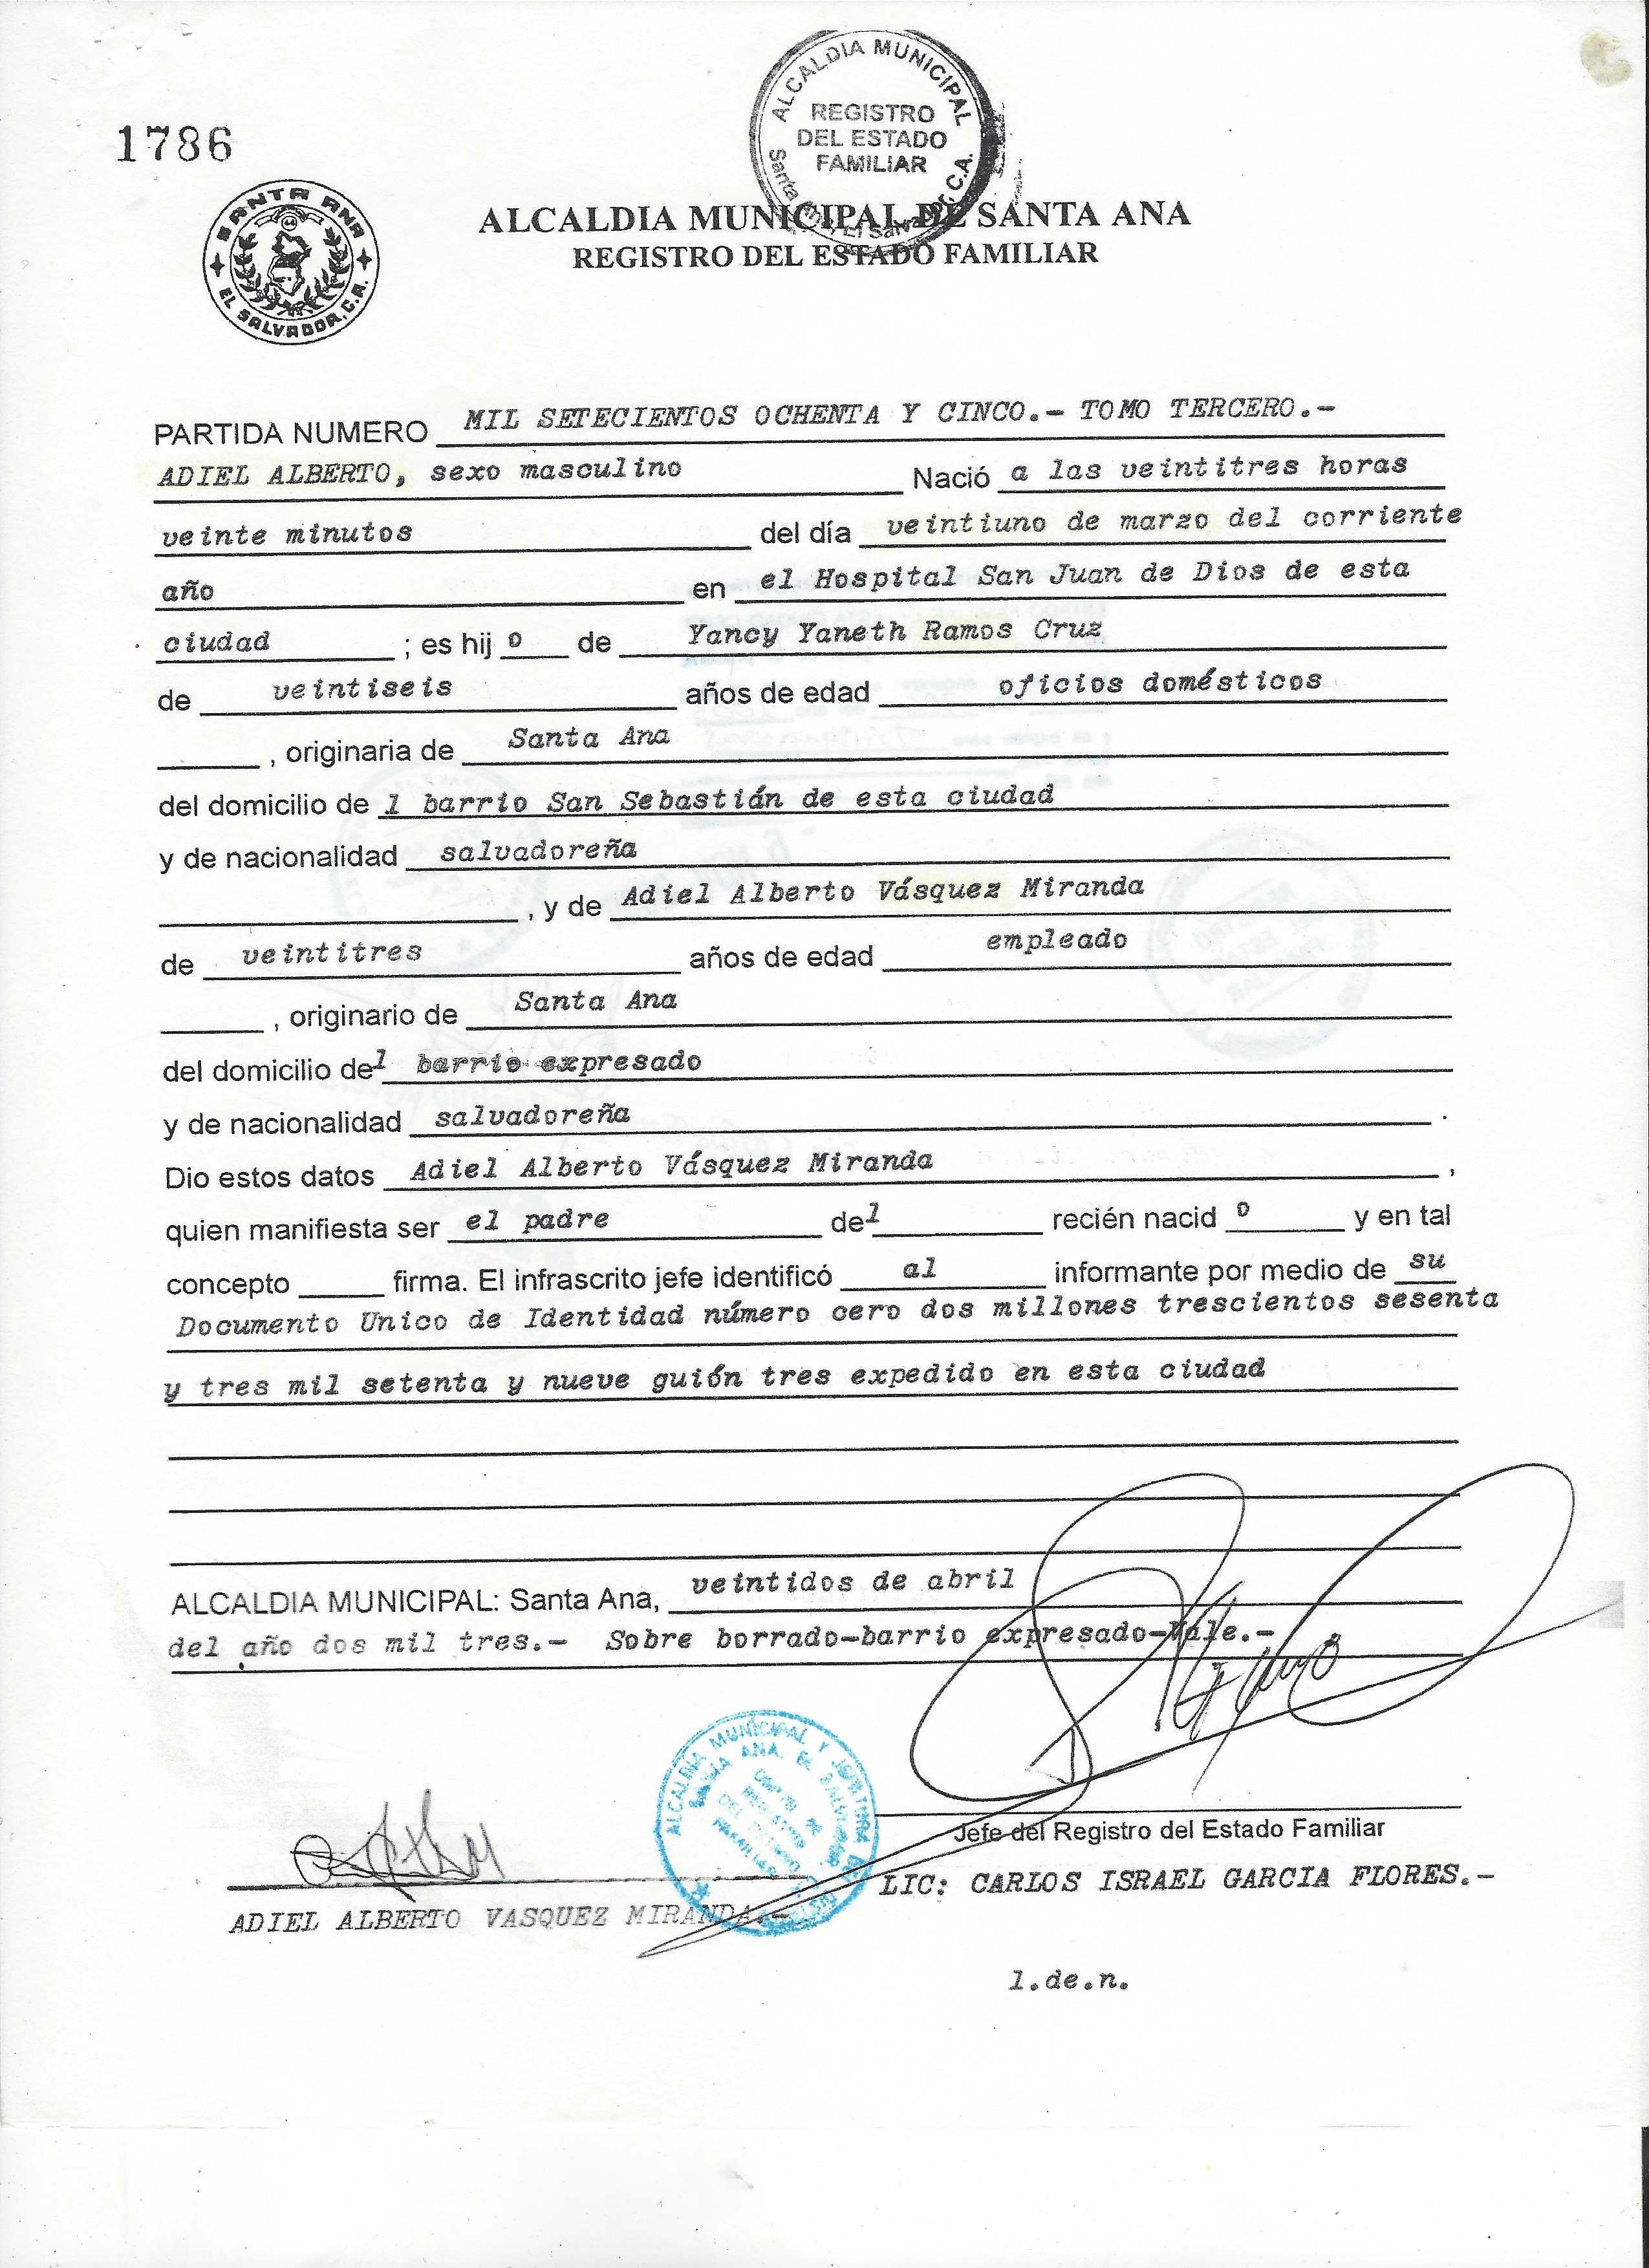 ALCALDIA MUNICIPAL
REGISTRO
DEL ESTADO
FAMILIAR
Santa Ana, El Salvador, C.A.
1786
SANTA ANA
EL SALVADOR, C.A.
ALCALDIA MUNICIPAL DE SANTA ANA
REGISTRO DEL ESTADO FAMILIAR
PARTIDA NUMERO MIL SETECIENTOS OCHENTA Y CINCO.- TOMO TERCERO.-
ADIEL ALBERTO, sexo masculino Nació a las veintitres horas
veinte minutos del día veintiuno de marzo del corriente
año en el Hospital San Juan de Dios de esta
ciudad ; es hij o de Yancy Yaneth Ramos Cruz
de veintiseis años de edad oficios domésticos
, originaria de Santa Ana
del domicilio de l barrio San Sebastián de esta ciudad
y de nacionalidad salvadoreña
, y de Adiel Alberto Vásquez Miranda
de veintitres años de edad empleado
, originario de Santa Ana
del domicilio del barrio expresado
y de nacionalidad salvadoreña .
Dio estos datos Adiel Alberto Vásquez Miranda ,
quien manifiesta ser el padre del recién nacid o y en tal
concepto firma. El infrascrito jefe identificó al informante por medio de su
Documento Unico de Identidad número cero dos millones trescientos sesenta
y tres mil setenta y nueve guión tres expedido en esta ciudad
ALCALDIA MUNICIPAL: Santa Ana, veintidos de abril
del año dos mil tres.- Sobre borrado-barrio expresado-Vale.-
ALCALDIA MUNICIPAL Y
SANTA ANA, EL SALVADOR
Jefe del Registro del Estado Familiar
LIC: CARLOS ISRAEL GARCIA FLORES.-
ADIEL ALBERTO VASQUEZ MIRANDA.-
l.de.n.